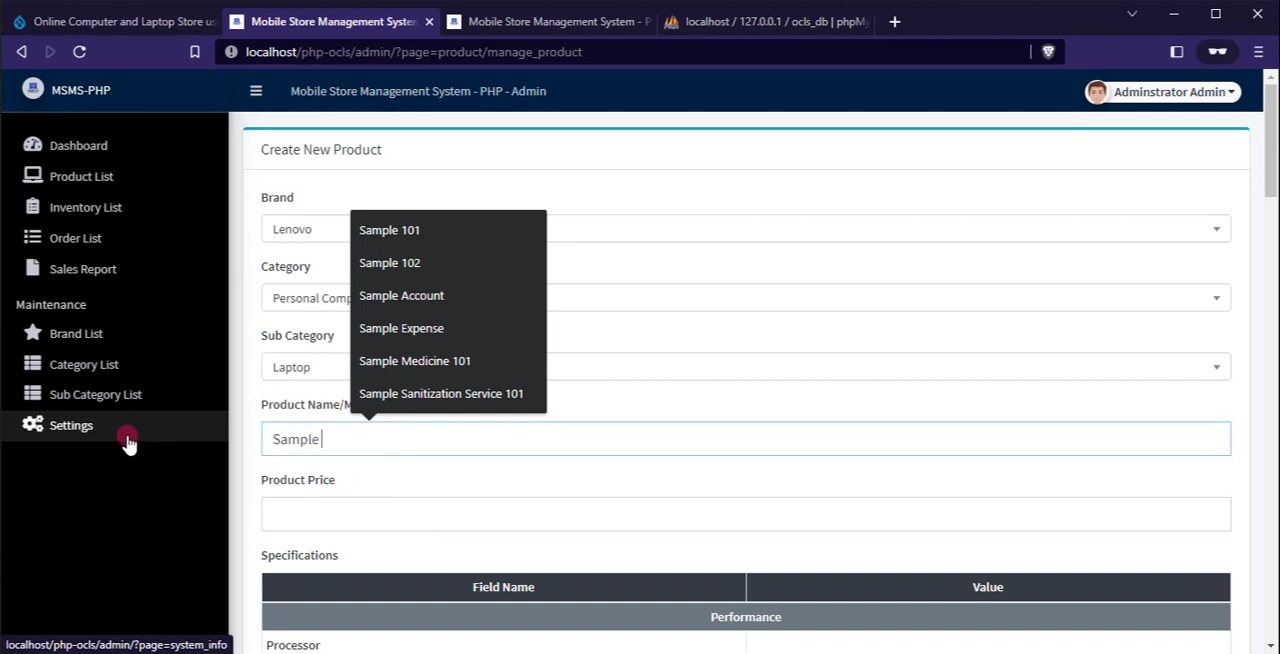 Online Computer and Laptop Store us
Mobile Store Management System
Mobile Store Management System - P
localhost / 127.0.0.1 / ocls_db | phpMy
localhost/php-ocls/admin/?page=product/manage_product
MSMS-PHP
Mobile Store Management System - PHP - Admin
Adminstrator Admin
Dashboard
Product List
Inventory List
Order List
Sales Report
Maintenance
Brand List
Category List
Sub Category List
Settings
Create New Product
Brand
Lenovo
Category
Personal Comp
Sub Category
Laptop
Product Name/M
Sample
Sample 101
Sample 102
Sample Account
Sample Expense
Sample Medicine 101
Sample Sanitization Service 101
Product Price
Specifications
Field Name Value
Performance
Processor
localhost/php-ocls/admin/?page=system_info